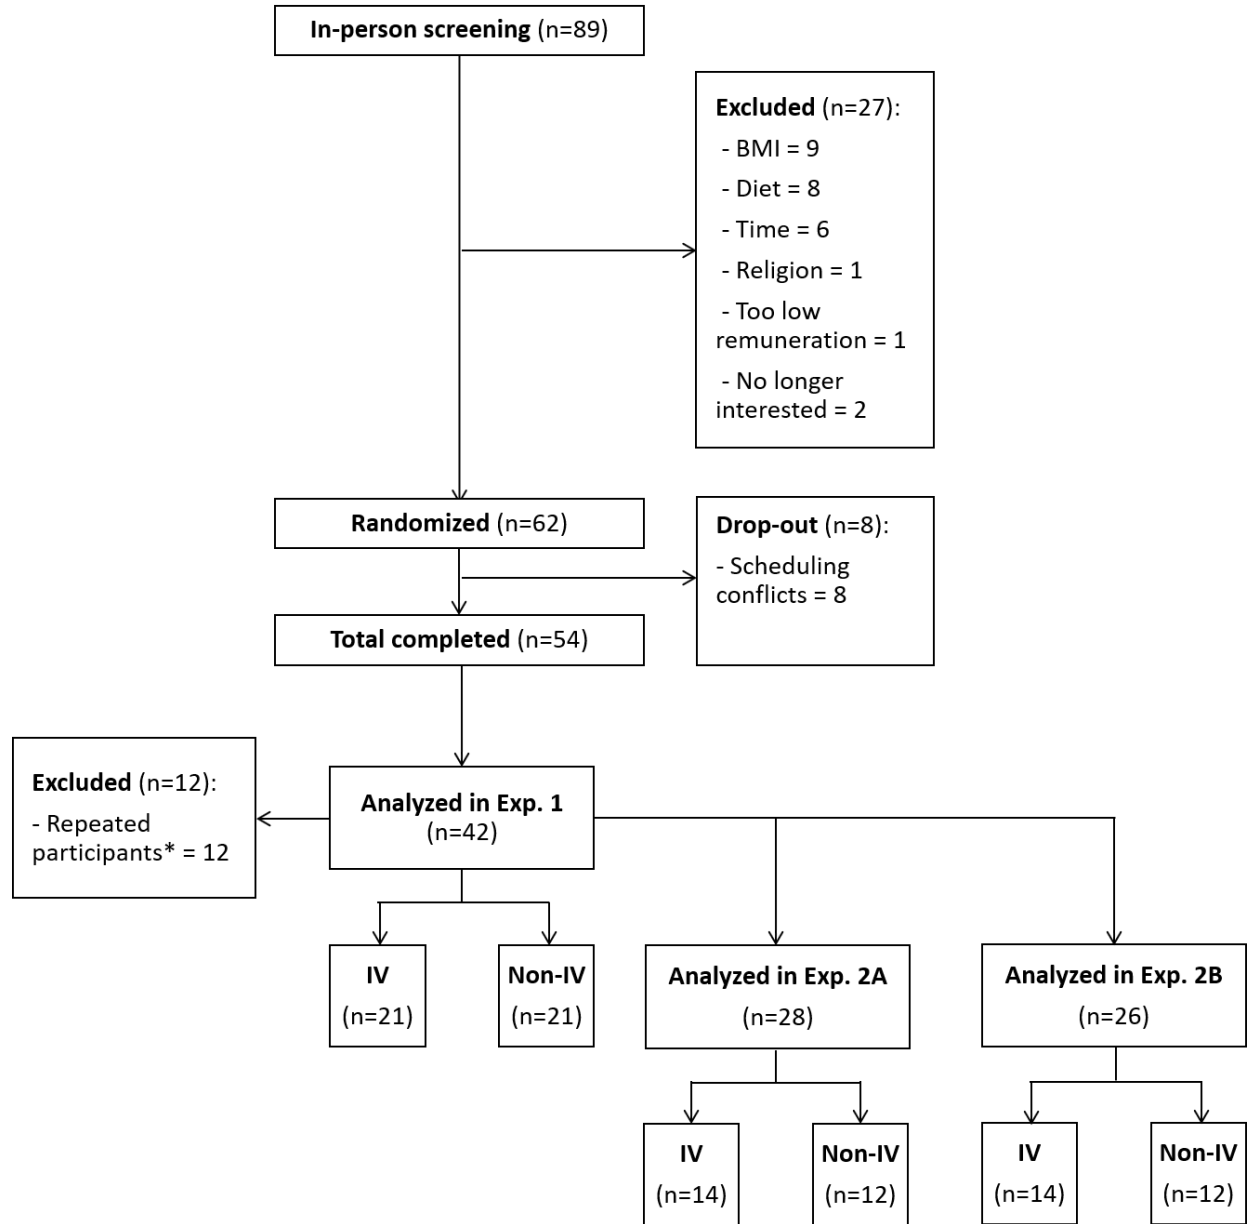 In-person screening (n=89)
Excluded (n=27):
- BMI = 9
- Diet = 8
- Time = 6
- Religion = 1
- Too low
remuneration = 1
- No longer
interested = 2
Randomized (n=62)
Drop-out (n=8):
- Scheduling
conflicts = 8
Total completed (n=54)
Excluded (n=12):
- Repeated
participants* = 12
Analyzed in Exp. 1
(n=42)
IV
(n=21)
Non-IV
(n=21)
Analyzed in Exp. 2A
(n=28)
Analyzed in Exp. 2B
(n=26)
IV
(n=14)
Non-IV
(n=12)
IV
(n=14)
Non-IV
(n=12)